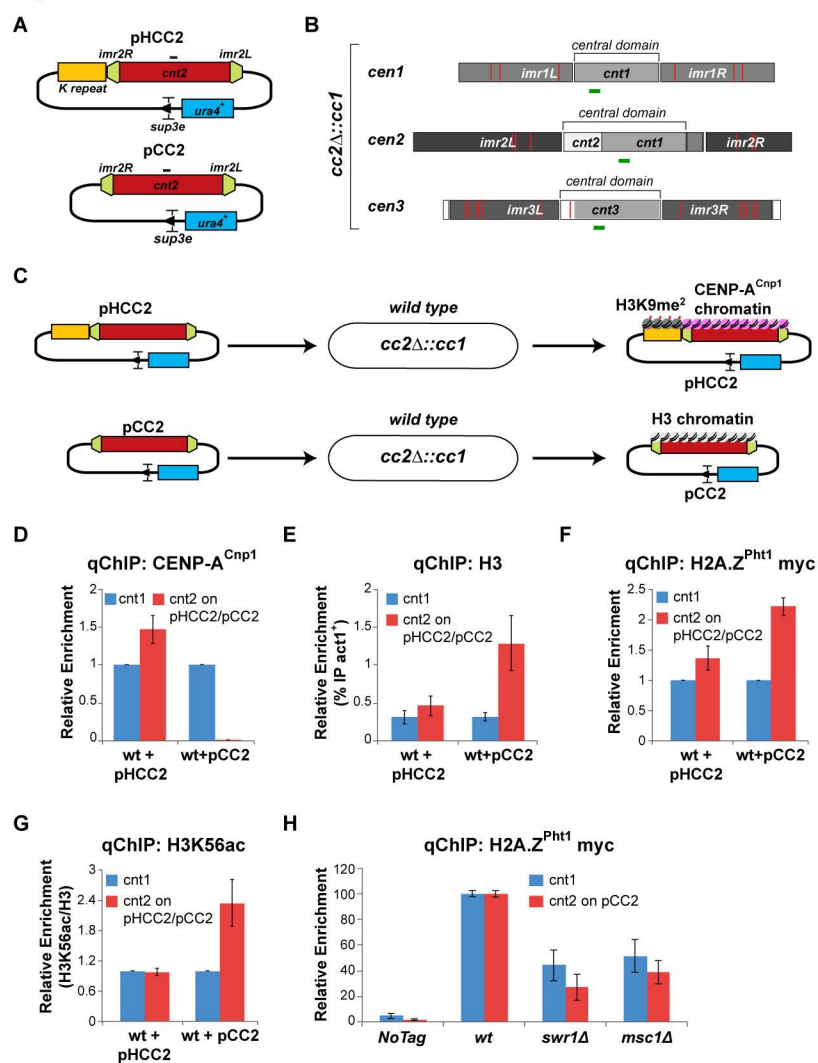 A
pHCC2
imr2R
imr2L
cnt2
K repeat
ura4+
sup3e
pCC2
imr2R
imr2L
cnt2
ura4+
sup3e
B
cc2Δ::cc1
central domain
cen1
imr1L
cnt1
imr1R
central domain
cen2
imr2L
cnt2
cnt1
imr2R
central domain
cen3
imr3L
cnt3
imr3R
C
pHCC2
wild type
cc2Δ::cc1
H3K9me2
CENP-ACnp1
chromatin
pHCC2
pCC2
wild type
cc2Δ::cc1
H3 chromatin
pCC2
D
qChIP: CENP-ACnp1
Relative Enrichment
2
1.5
1
0.5
0
cnt1
cnt2 on
pHCC2/pCC2
wt +
pHCC2
wt+pCC2
E
qChIP: H3
Relative Enrichment
(% IP act1+)
2
1.5
1
0.5
0
cnt1
cnt2 on
pHCC2/pCC2
wt +
pHCC2
wt+pCC2
F
qChIP: H2A.ZPht1 myc
Relative Enrichment
2.5
2
1.5
1
0.5
0
cnt1
cnt2 on
pHCC2/pCC2
wt +
pHCC2
wt+pCC2
G
qChIP: H3K56ac
Relative Enrichment
(H3K56ac/H3)
3
2.4
1.8
1.2
0.6
0
cnt1
cnt2 on
pHCC2/pCC2
wt +
pHCC2
wt + pCC2
H
qChIP: H2A.ZPht1 myc
Relative Enrichment
120
100
80
60
40
20
0
cnt1
cnt2 on pCC2
NoTag
wt
swr1Δ
msc1Δ